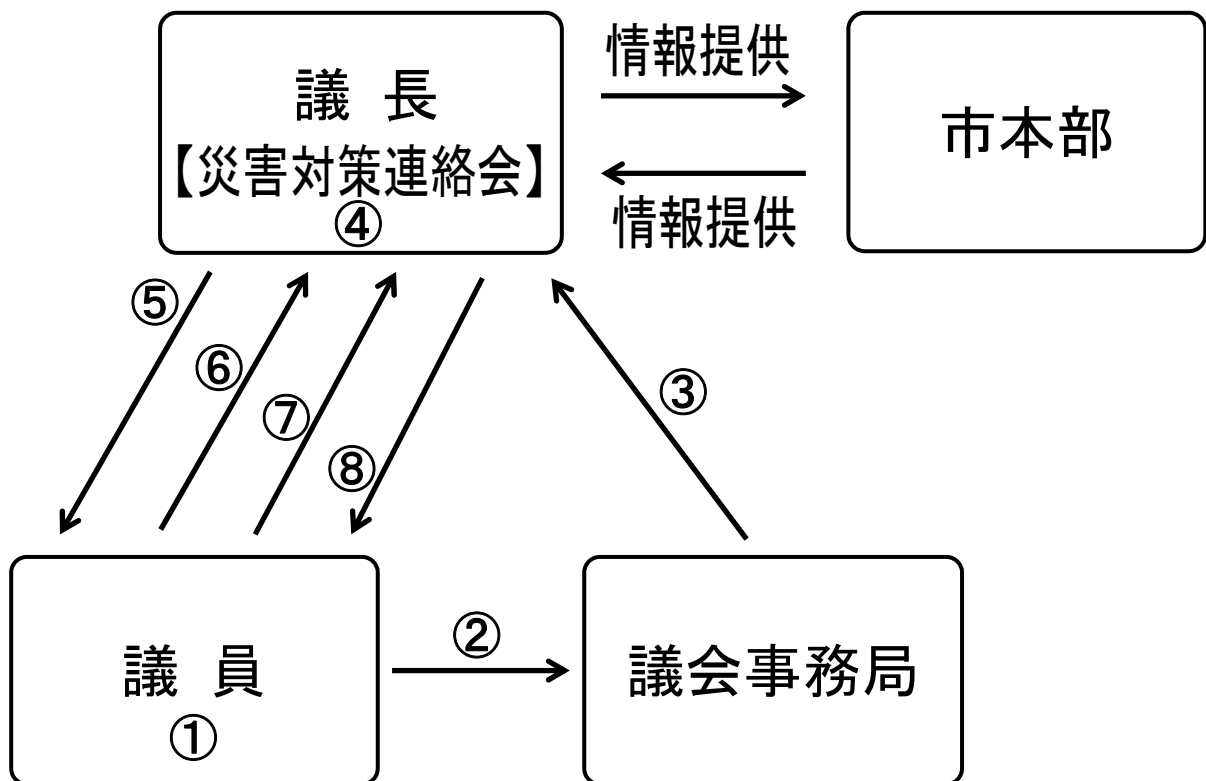 議 長
【災害対策連絡会】
④
情報提供
情報提供
市本部
⑤
⑥
⑦
⑧
③
議 員
①
②
議会事務局